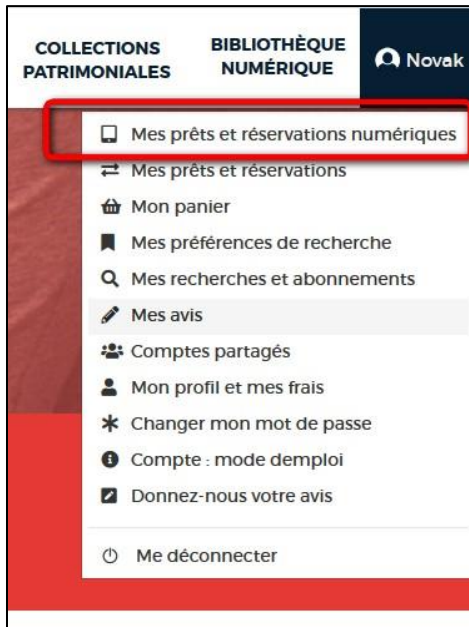 COLLECTIONS
PATRIMONIALES
BIBLIOTHÈQUE
NUMÉRIQUE
Novak
Mes prêts et réservations numériques
Mes prêts et réservations
Mon panier
Mes préférences de recherche
Mes recherches et abonnements
Mes avis
Comptes partagés
Mon profil et mes frais
Changer mon mot de passe
Compte : mode demploi
Donnez-nous votre avis
Me déconnecter